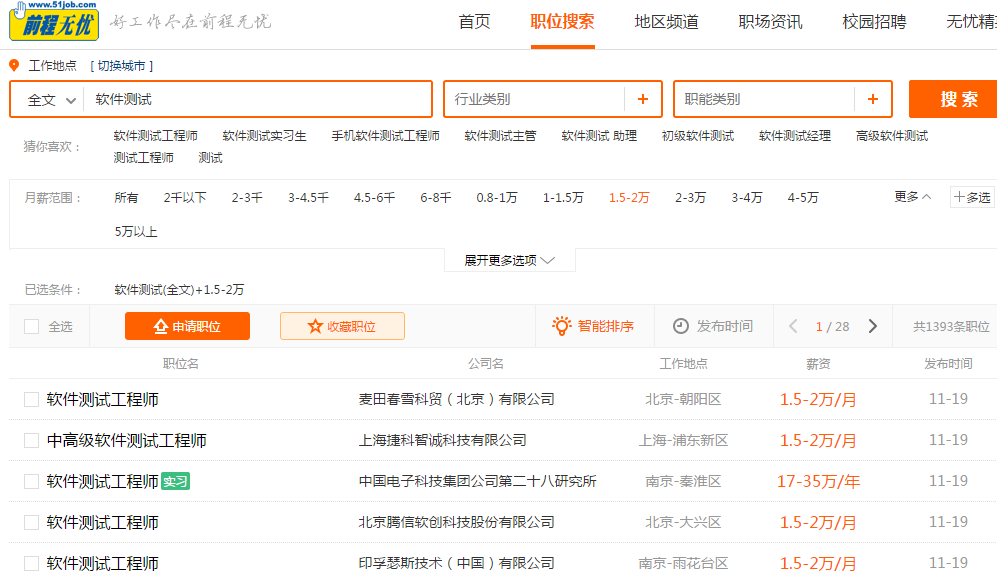 www.51job.com
前程无忧 好工作尽在前程无忧 首页 职位搜索 地区频道 职场资讯 校园招聘 无忧精
工作地点 [ 切换城市 ]
全文 软件测试 行业类别 + 职能类别 + 搜 索
猜你喜欢: 软件测试工程师 软件测试实习生 手机软件测试工程师 软件测试主管 软件测试 助理 初级软件测试 软件测试经理 高级软件测试
测试工程师 测试
月薪范围: 所有 2千以下 2-3千 3-4.5千 4.5-6千 6-8千 0.8-1万 1-1.5万 1.5-2万 2-3万 3-4万 4-5万 更多 +多选
5万以上
展开更多选项
已选条件: 软件测试(全文)+1.5-2万
全选 申请职位 收藏职位 智能排序 发布时间 1 / 28 共1393条职位
职位名 公司名 工作地点 薪资 发布时间
软件测试工程师 麦田春雪科贸(北京)有限公司 北京-朝阳区 1.5-2万/月 11-19
中高级软件测试工程师 上海捷科智诚科技有限公司 上海-浦东新区 1.5-2万/月 11-19
软件测试工程师 实习 中国电子科技集团公司第二十八研究所 南京-秦淮区 17-35万/年 11-19
软件测试工程师 北京腾信软创科技股份有限公司 北京-大兴区 1.5-2万/月 11-19
软件测试工程师 印孚瑟斯技术(中国)有限公司 南京-雨花台区 1.5-2万/月 11-19